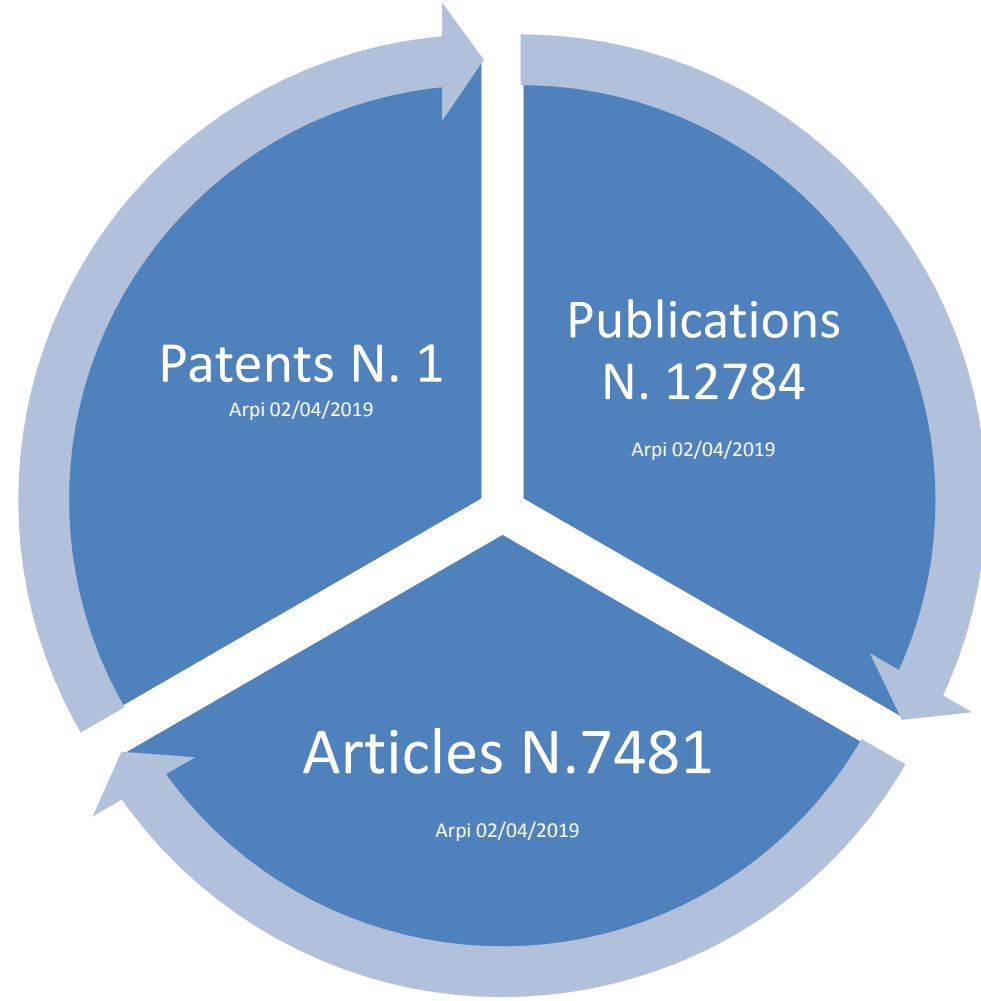 Patents N. 1
Arpi 02/04/2019
Publications
N. 12784
Arpi 02/04/2019
Articles N.7481
Arpi 02/04/2019